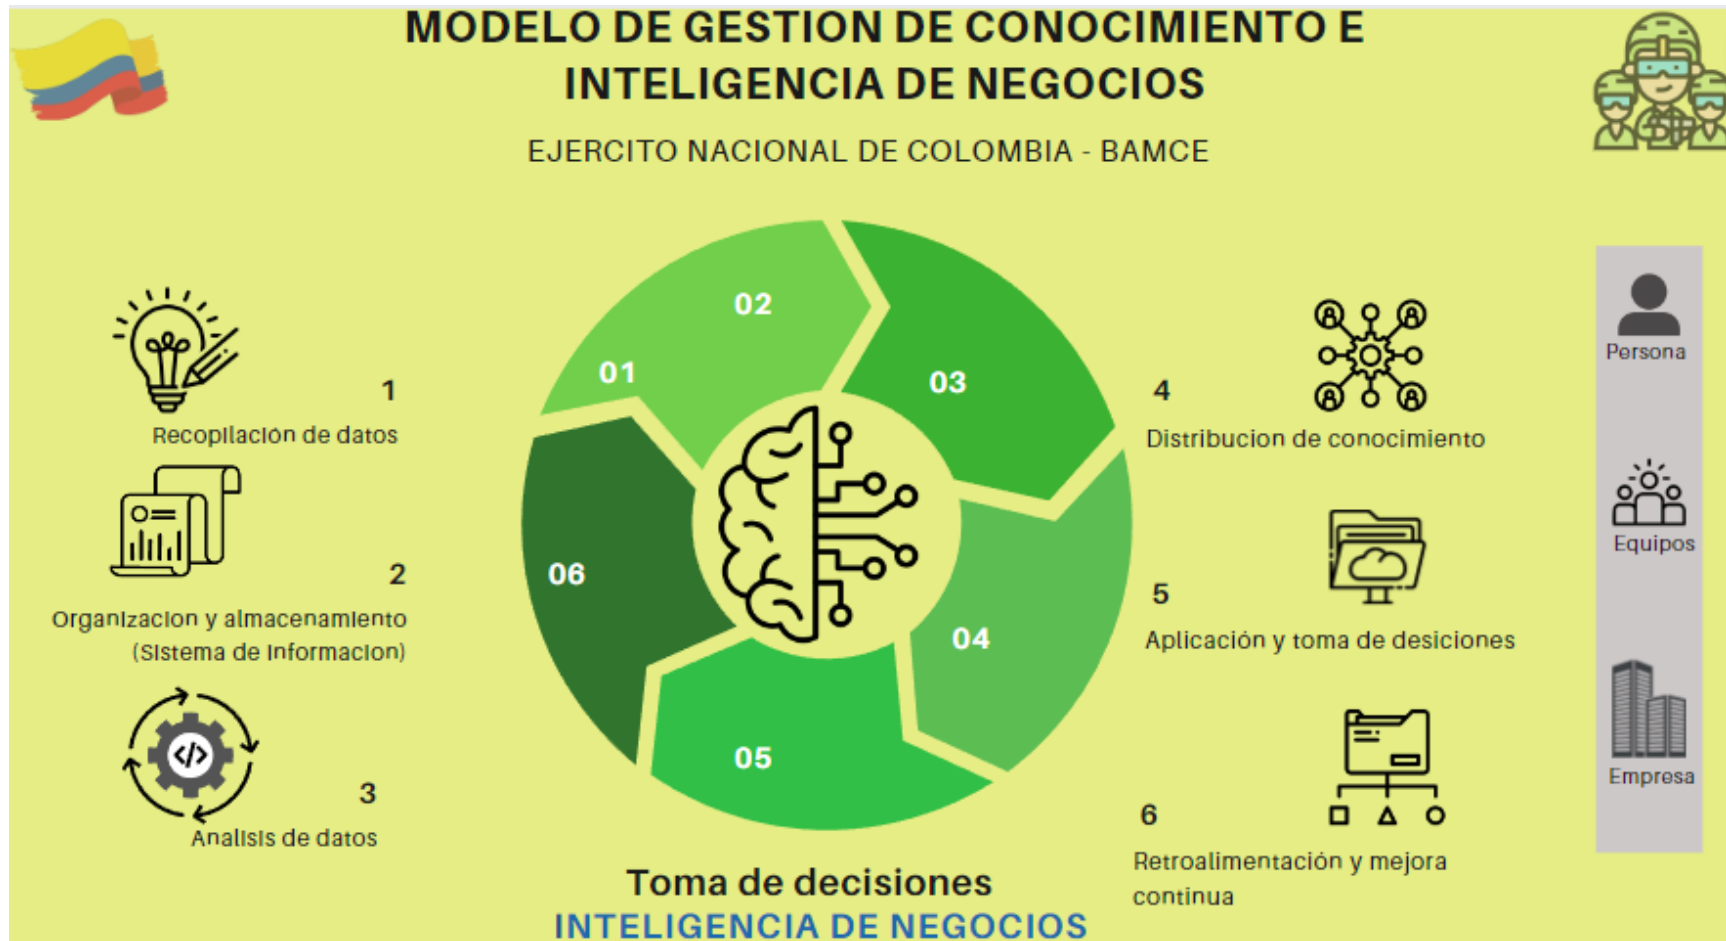 MODELO DE GESTION DE CONOCIMIENTO E
INTELIGENCIA DE NEGOCIOS
EJERCITO NACIONAL DE COLOMBIA - BAMCE
1
Recopilación de datos
2
Organizacion y almacenamiento
(Sistema de Informacion)
3
Analisis de datos
01
02
03
04
05
06
</>
4
Distribucion de conocimiento
5
Aplicación y toma de desiciones
6
Retroalimentación y mejora
continua
Persona
Equipos
Empresa
Toma de decisiones
INTELIGENCIA DE NEGOCIOS